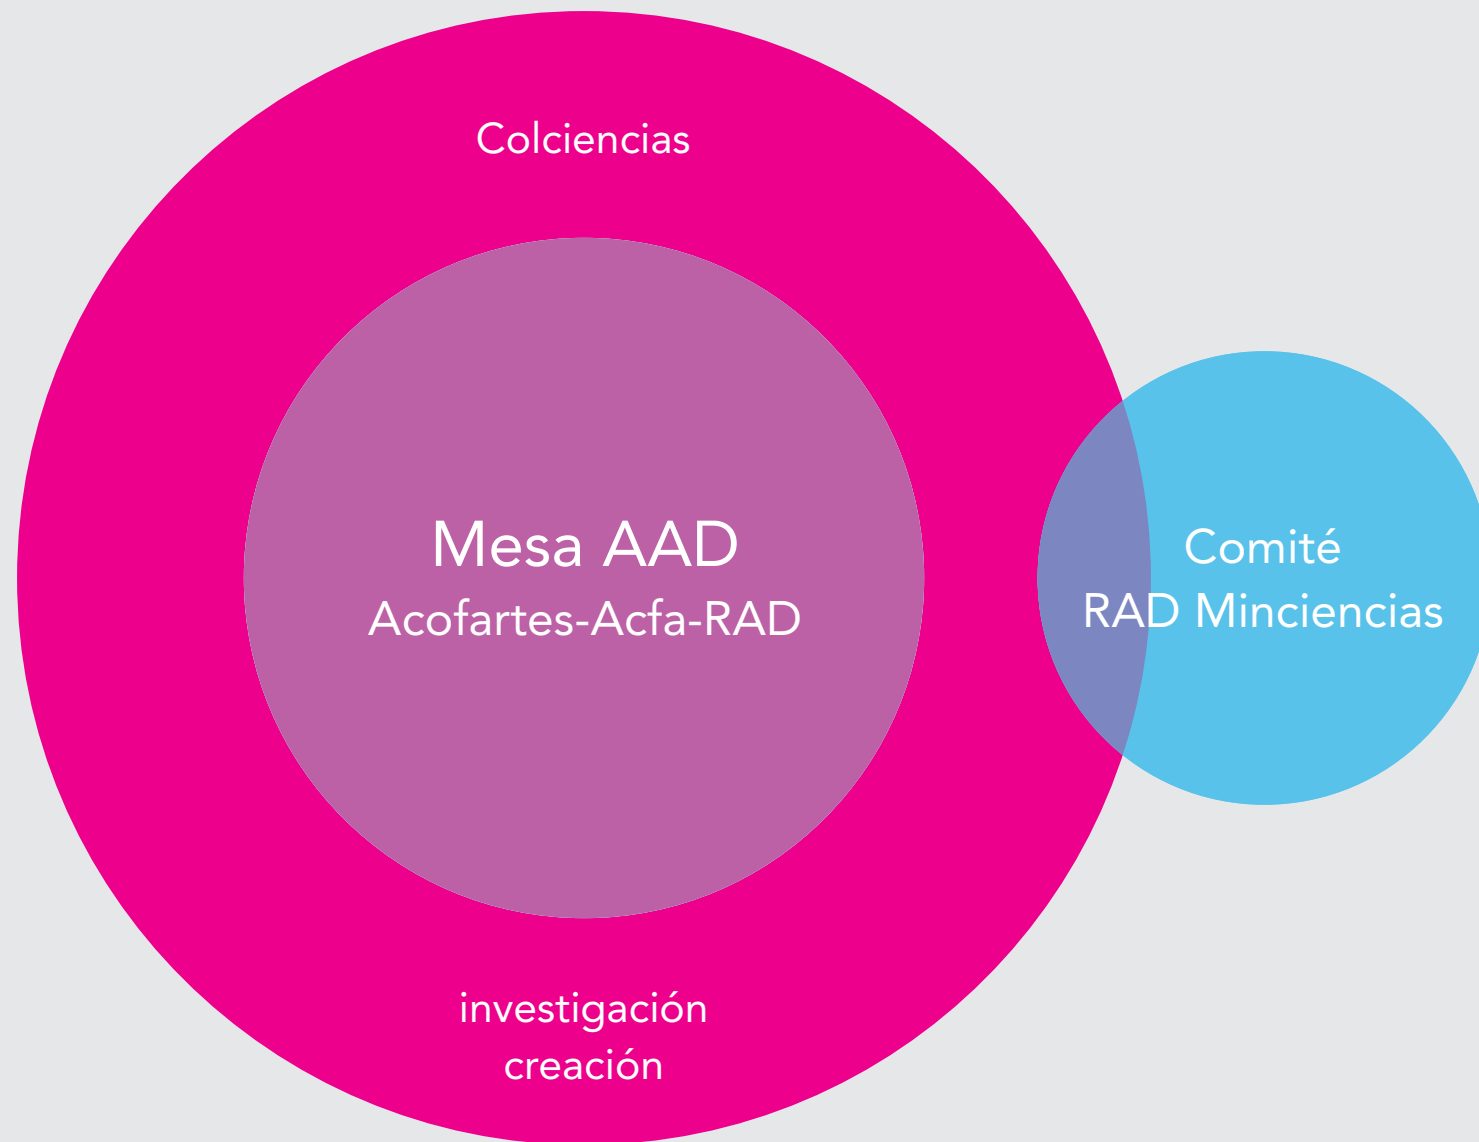 Colciencias
Mesa AAD
Acofartes-Acfa-RAD
Comité
RAD Minciencias
investigación
creación